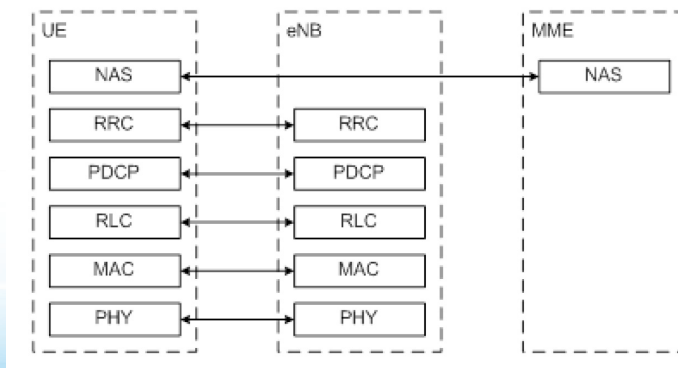 UE eNB MME
NAS NAS
RRC RRC
PDCP PDCP
RLC RLC
MAC MAC
PHY PHY